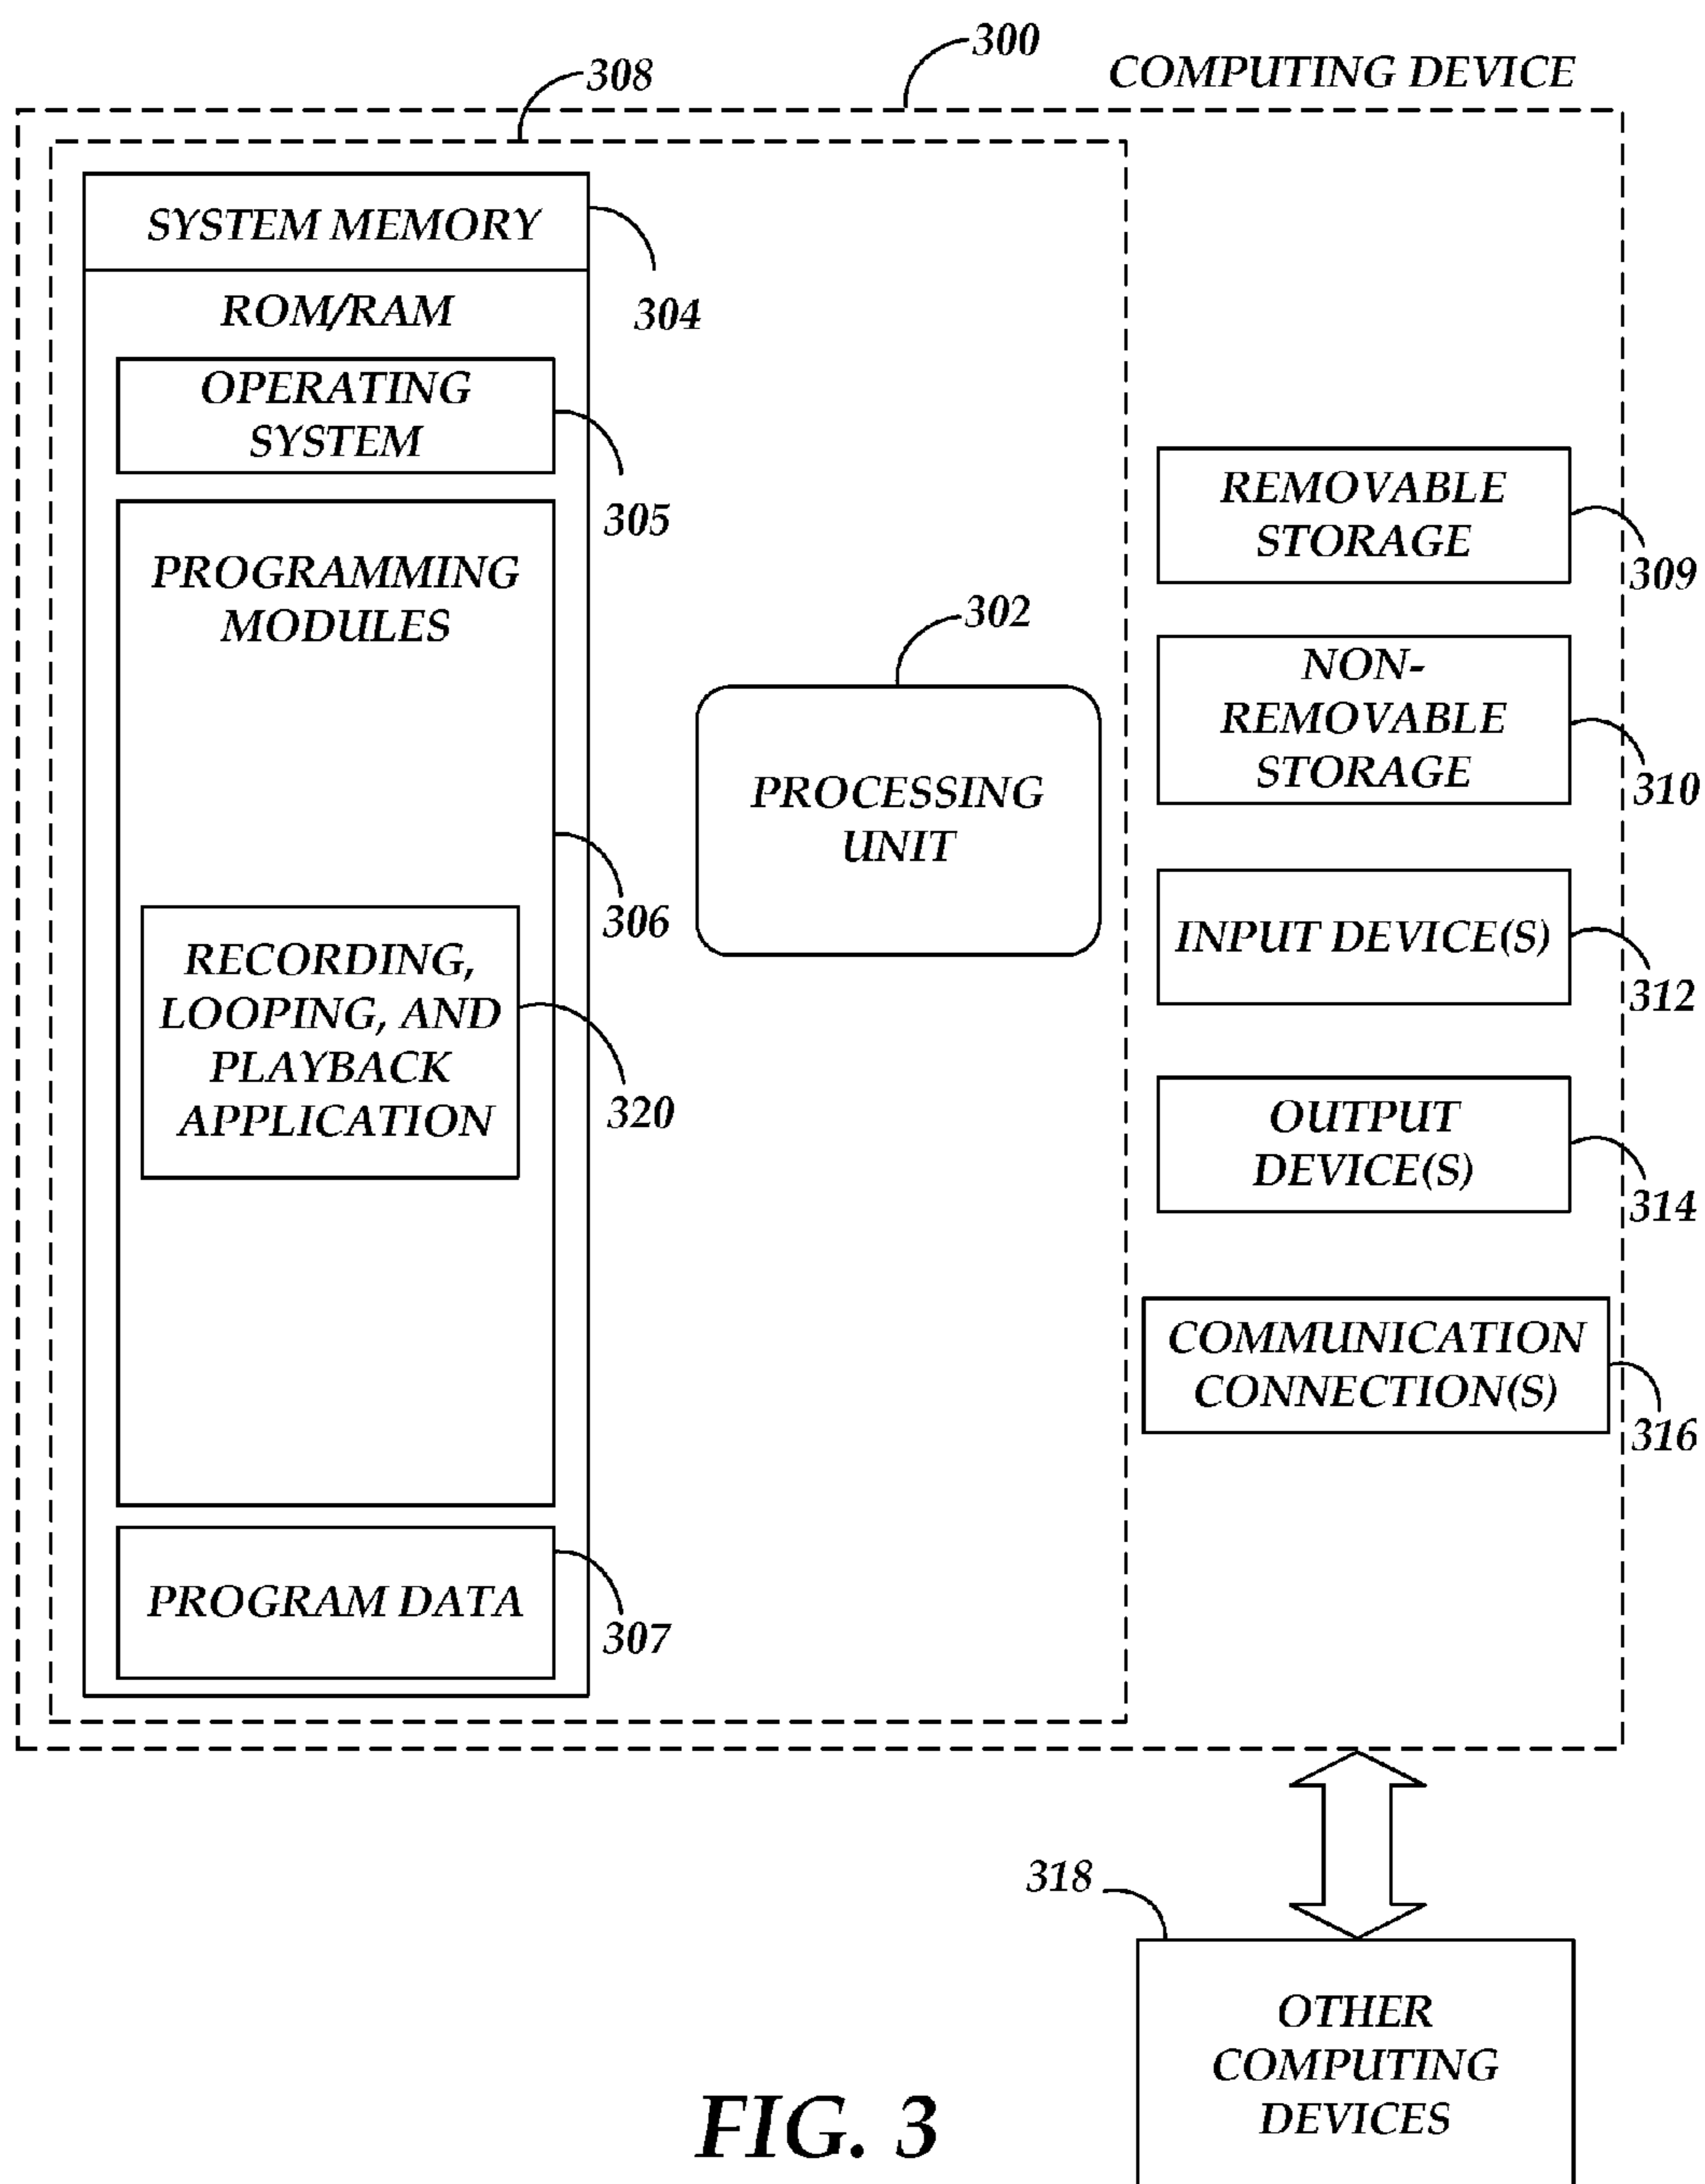 300
COMPUTING DEVICE
308
SYSTEM MEMORY
304
ROM/RAM
OPERATING
SYSTEM
305
PROGRAMMING
MODULES
306
RECORDING,
LOOPING, AND
PLAYBACK
APPLICATION
320
PROGRAM DATA
307
302
PROCESSING
UNIT
REMOVABLE
STORAGE
309
NON-
REMOVABLE
STORAGE
310
INPUT DEVICE(S)
312
OUTPUT
DEVICE(S)
314
COMMUNICATION
CONNECTION(S)
316
318
OTHER
COMPUTING
DEVICES
FIG. 3